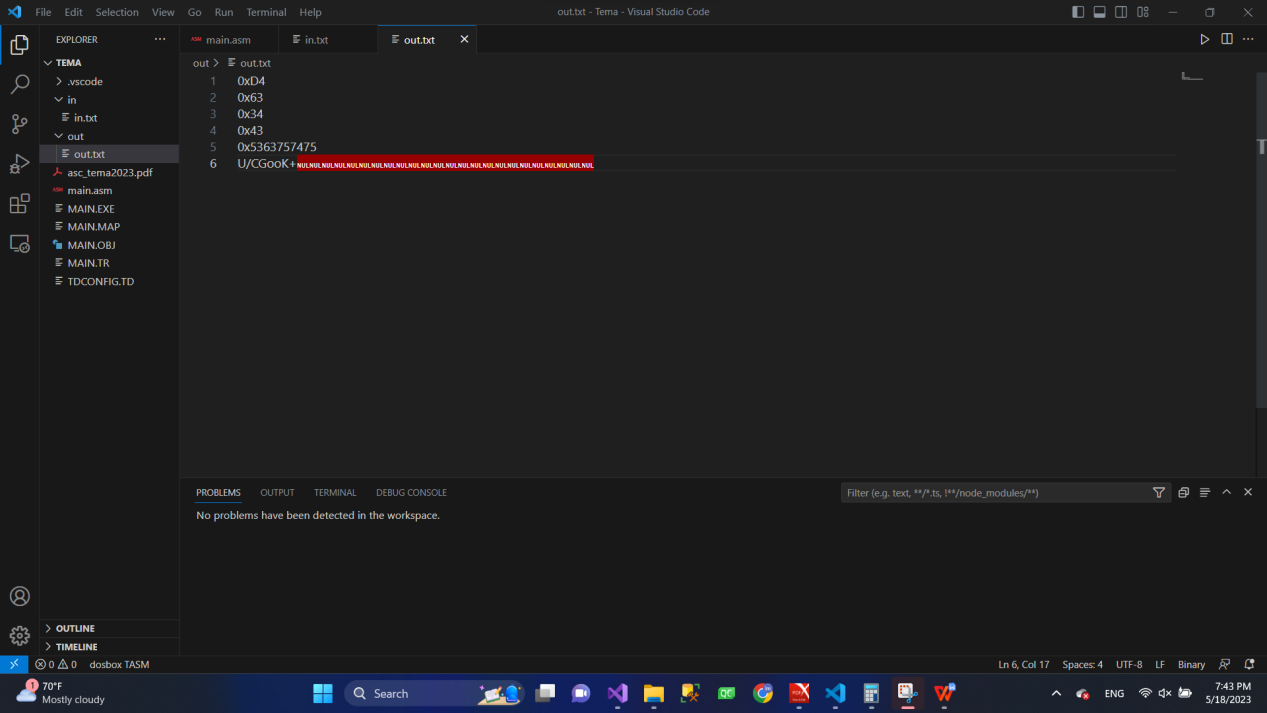 File Edit Selection View Go Run Terminal Help
out.txt - Tema - Visual Studio Code
EXPLORER
TEMA
.vscode
in
in.txt
out
out.txt
asc_tema2023.pdf
main.asm
MAIN.EXE
MAIN.MAP
MAIN.OBJ
MAIN.TR
TDCONFIG.TD
OUTLINE
TIMELINE
ASM main.asm
in.txt
out.txt
out > out.txt
1 0xD4
2 0x63
3 0x34
4 0x43
5 0x5363757475
6 U/CGooK+NULNULNULNULNULNULNULNULNULNULNULNULNULNULNULNULNULNULNULNULNULNULNULNUL
PROBLEMS OUTPUT TERMINAL DEBUG CONSOLE
Filter (e.g. text, **/*.ts, !**/node_modules/**)
No problems have been detected in the workspace.
0 0 dosbox TASM
Ln 6, Col 17 Spaces: 4 UTF-8 LF Binary
1
70°F
Mostly cloudy
Search
QC
ENG
7:43 PM
5/18/2023